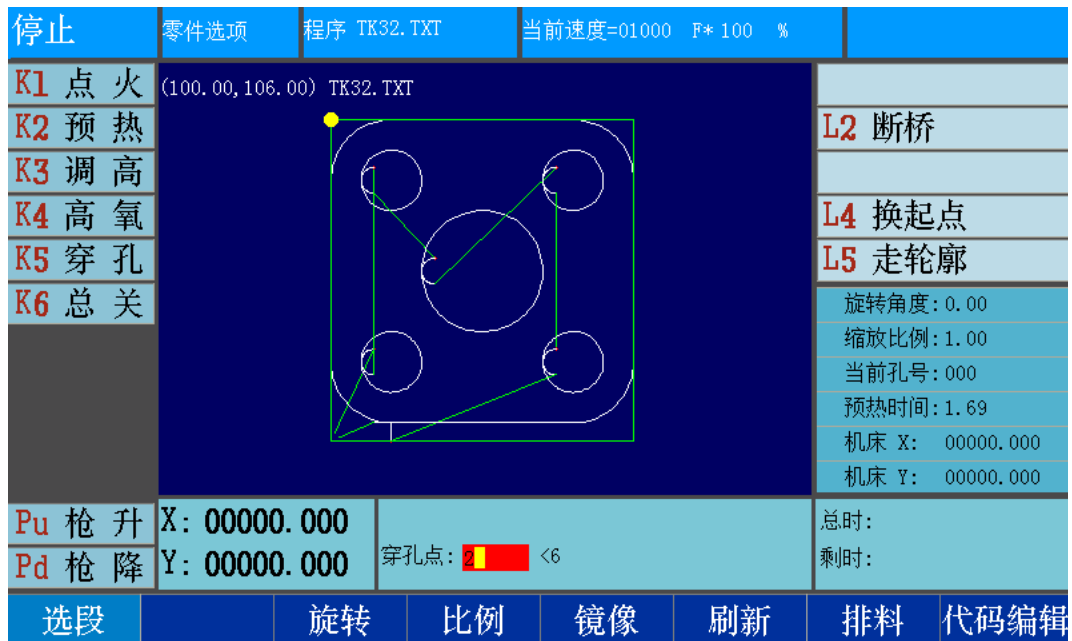 停止 零件选项 程序 TK32.TXT 当前速度=01000 F* 100 %
K1 点 火
K2 预 热
K3 调 高
K4 高 氧
K5 穿 孔
K6 总 关
(100.00,106.00) TK32.TXT
L2 断桥
L4 换起点
L5 走轮廓
旋转角度:0.00
缩放比例:1.00
当前孔号:000
预热时间:1.69
机床 X: 00000.000
机床 Y: 00000.000
Pu 枪 升
Pd 枪 降
X: 00000.000
Y: 00000.000
穿孔点: 2 <6
总时:
剩时:
选段 旋转 比例 镜像 刷新 排料 代码编辑